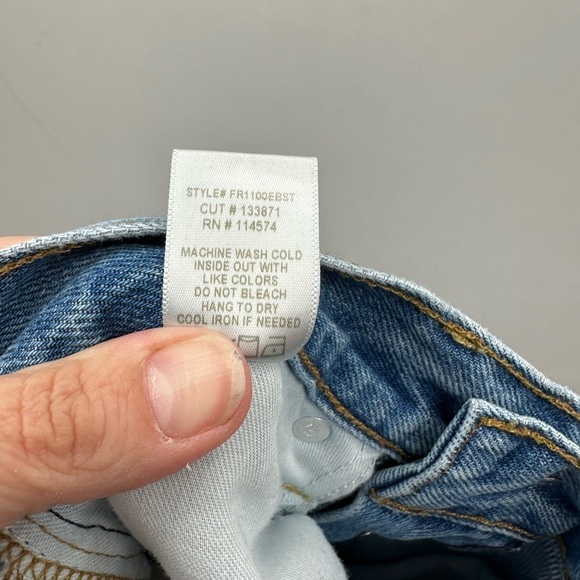 STYLE# FR1100EBST
CUT # 133871
RN # 114574
MACHINE WASH COLD
INSIDE OUT WITH
LIKE COLORS
DO NOT BLEACH
HANG TO DRY
COOL IRON IF NEEDED